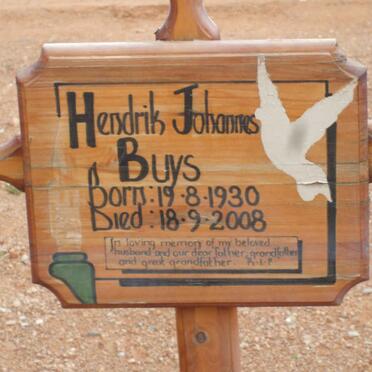 Hendrik Johannes
Buys
Born: 19-8-1930
Died: 18-9-2008
In loving memory of my beloved
husband and our dear father, grandfather
and great grandfather. R.I.P